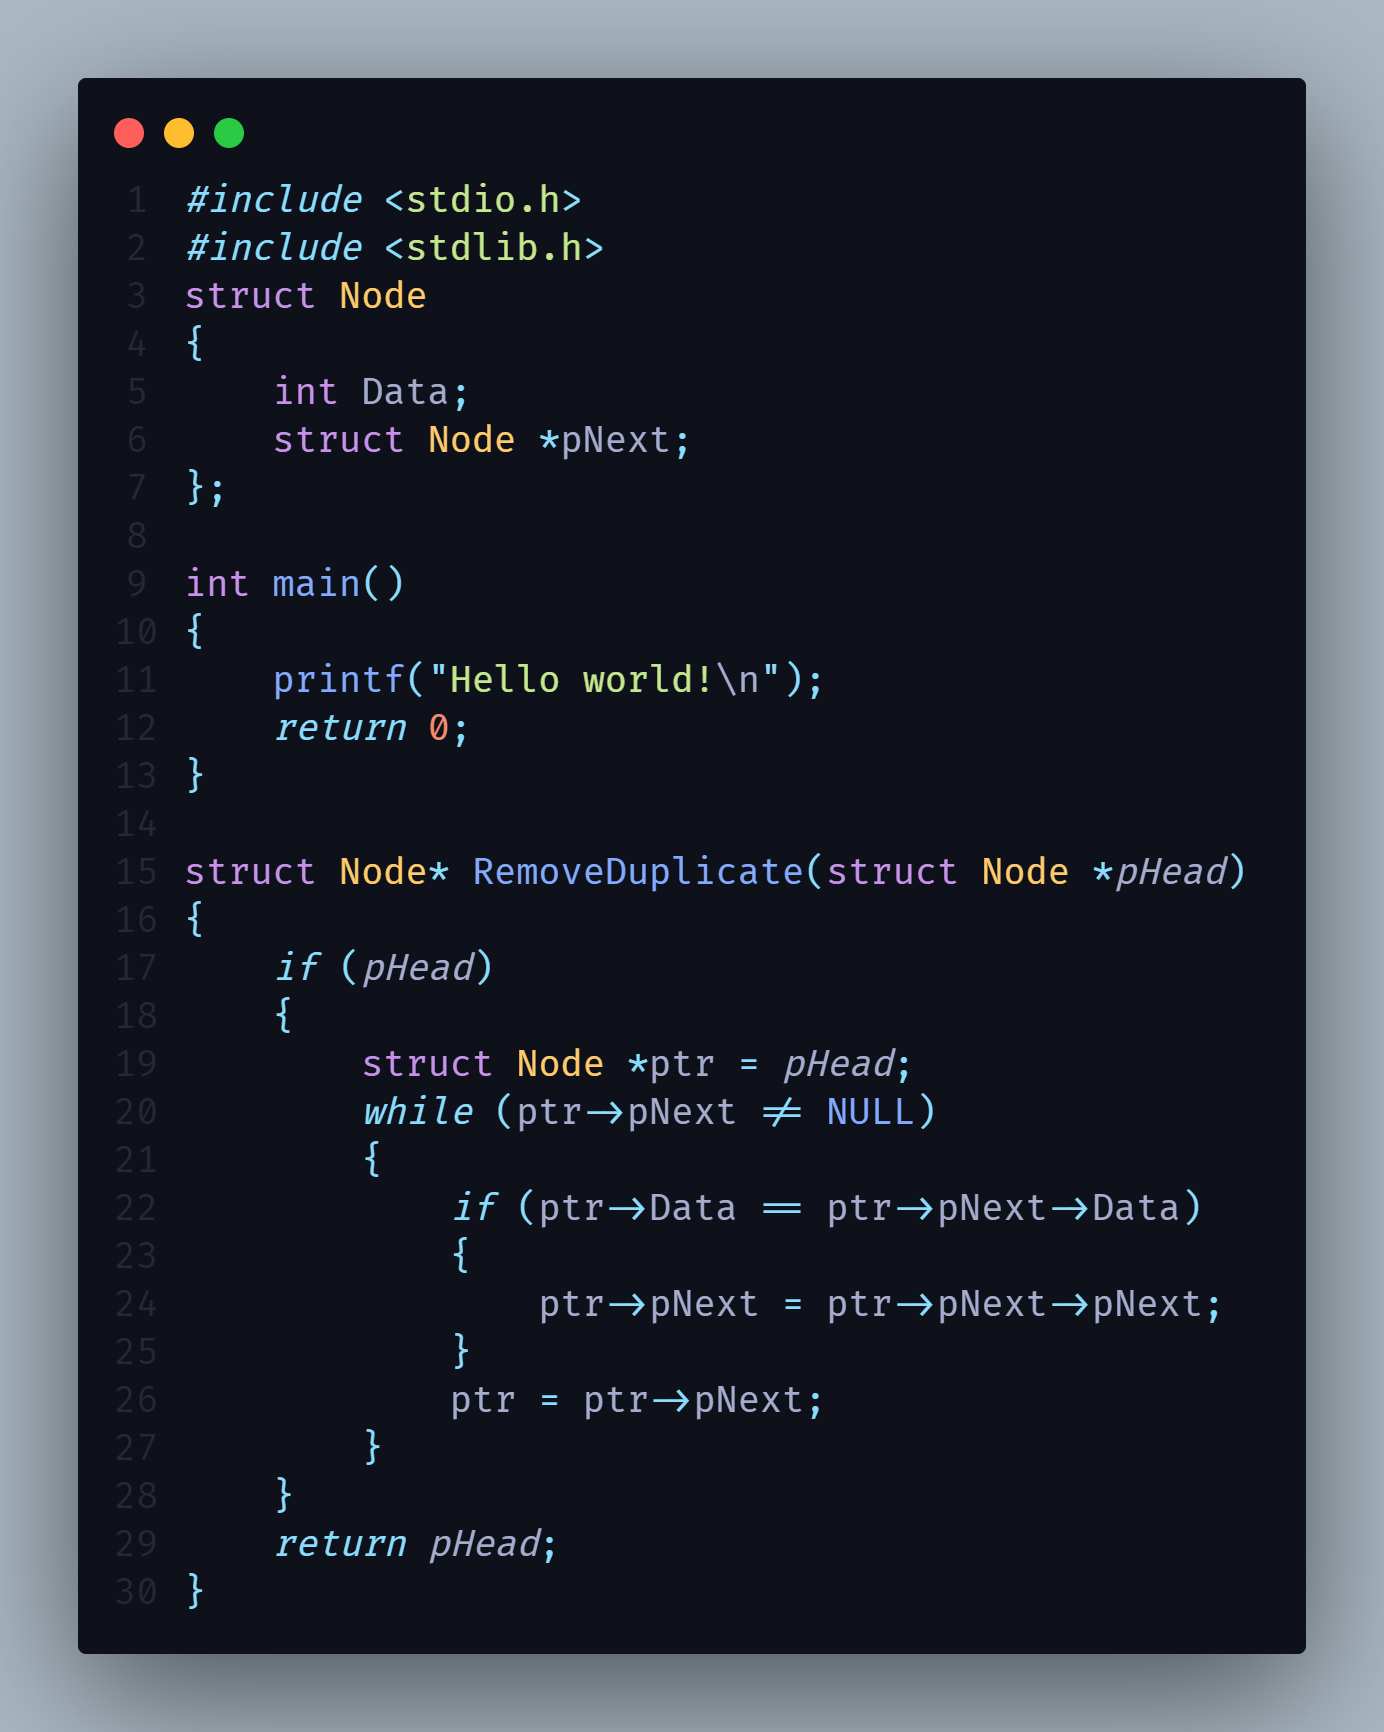 1 #include <stdio.h>
2 #include <stdlib.h>
3 struct Node
4 {
5     int Data;
6     struct Node *pNext;
7 };
8
9 int main()
10 {
11     printf("Hello world!\n");
12     return 0;
13 }
14
15 struct Node* RemoveDuplicate(struct Node *pHead)
16 {
17     if (pHead)
18     {
19         struct Node *ptr = pHead;
20         while (ptr->pNext != NULL)
21         {
22             if (ptr->Data == ptr->pNext->Data)
23             {
24                 ptr->pNext = ptr->pNext->pNext;
25             }
26             ptr = ptr->pNext;
27         }
28     }
29     return pHead;
30 }